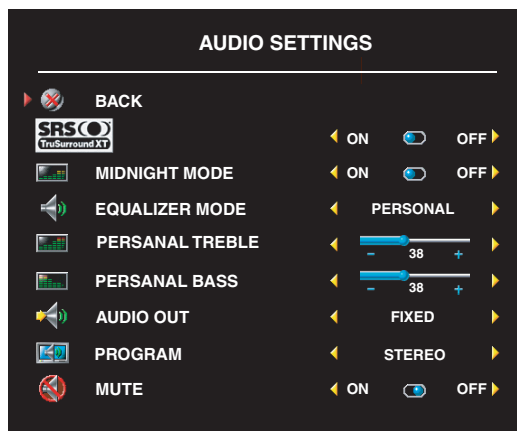 AUDIO SETTINGS
BACK
SRS
TruSurround XT
ON OFF
MIDNIGHT MODE ON OFF
EQUALIZER MODE PERSONAL
PERSANAL TREBLE - 38 +
PERSANAL BASS - 38 +
AUDIO OUT FIXED
PROGRAM STEREO
MUTE ON OFF